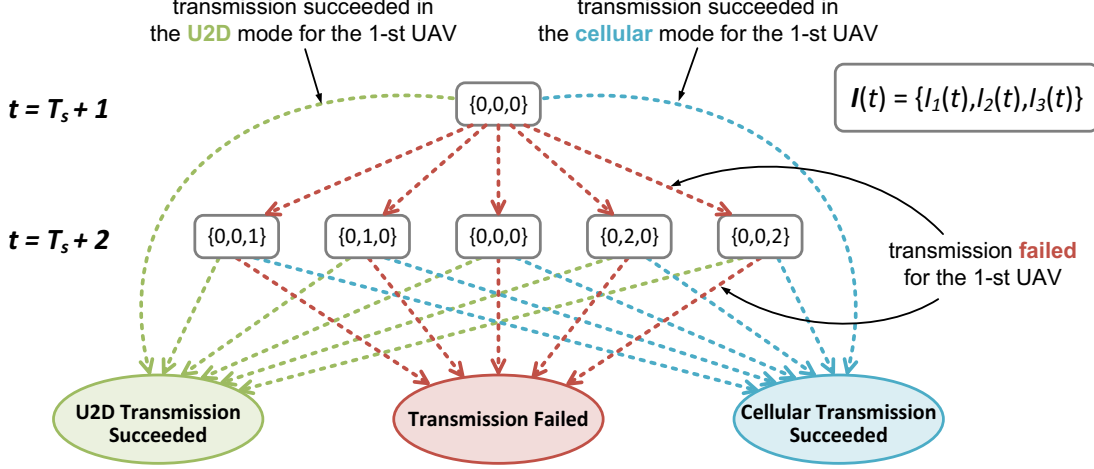 transmission succeeded in
the U2D mode for the 1-st UAV
transmission succeeded in
the cellular mode for the 1-st UAV
t = Tₛ + 1
{0,0,0}
I(t) = {I₁(t),I₂(t),I₃(t)}
t = Tₛ + 2
{0,0,1}
{0,1,0}
{0,0,0}
{0,2,0}
{0,0,2}
transmission failed
for the 1-st UAV
U2D Transmission
Succeeded
Transmission Failed
Cellular Transmission
Succeeded